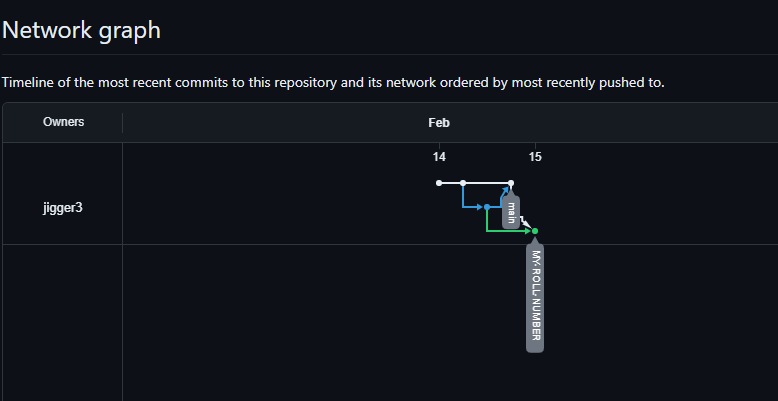 Network graph
Timeline of the most recent commits to this repository and its network ordered by most recently pushed to.
Owners
Feb
14
15
jigger3
main
MY-ROLL-NUMBER